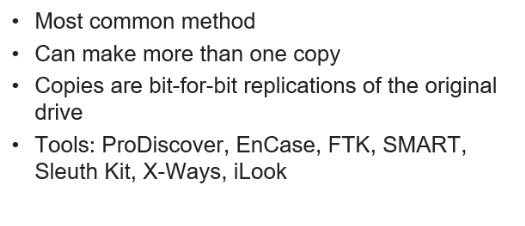 • Most common method
• Can make more than one copy
• Copies are bit-for-bit replications of the original
drive
• Tools: ProDiscover, EnCase, FTK, SMART,
Sleuth Kit, X-Ways, iLook